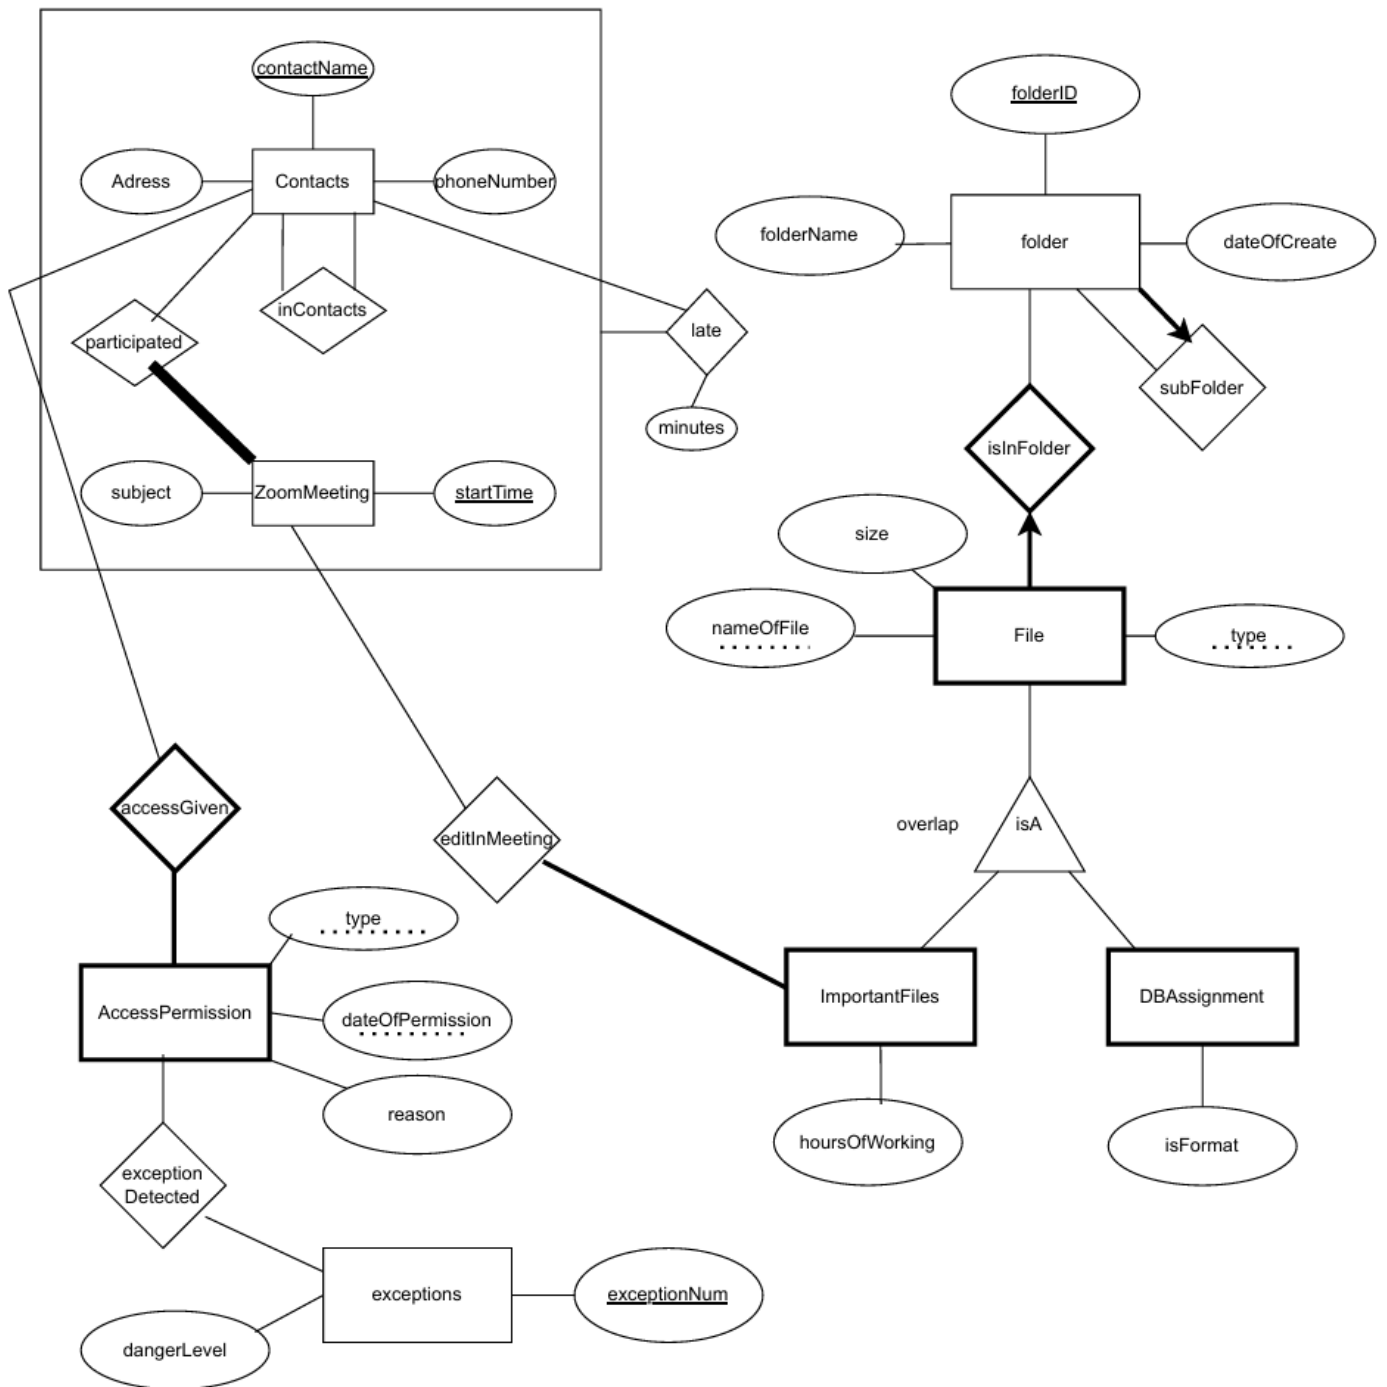 contactName
Adress
Contacts
phoneNumber
inContacts
participated
late
minutes
subject
ZoomMeeting
startTime
folderID
folderName
folder
dateOfCreate
subFolder
isInFolder
size
nameOfFile
File
type
overlap
isA
accessGiven
editInMeeting
type
AccessPermission
dateOfPermission
reason
ImportantFiles
DBAssignment
hoursOfWorking
isFormat
exception
Detected
exceptions
exceptionNum
dangerLevel